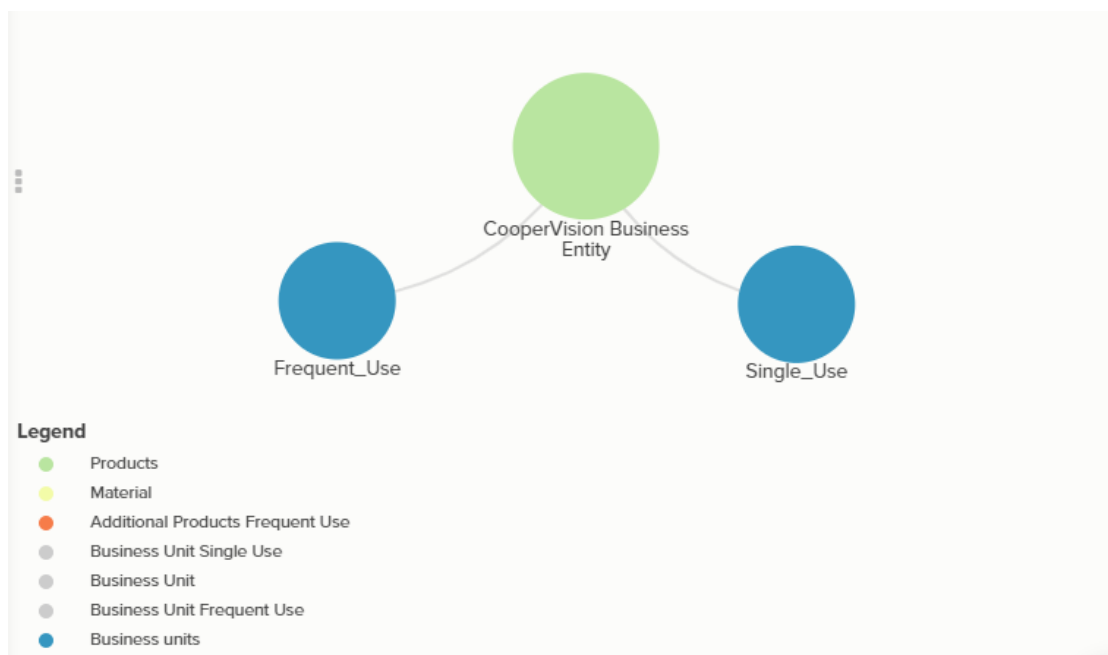 CooperVision Business
Entity
Frequent_Use
Single_Use
Legend
Products
Material
Additional Products Frequent Use
Business Unit Single Use
Business Unit
Business Unit Frequent Use
Business units